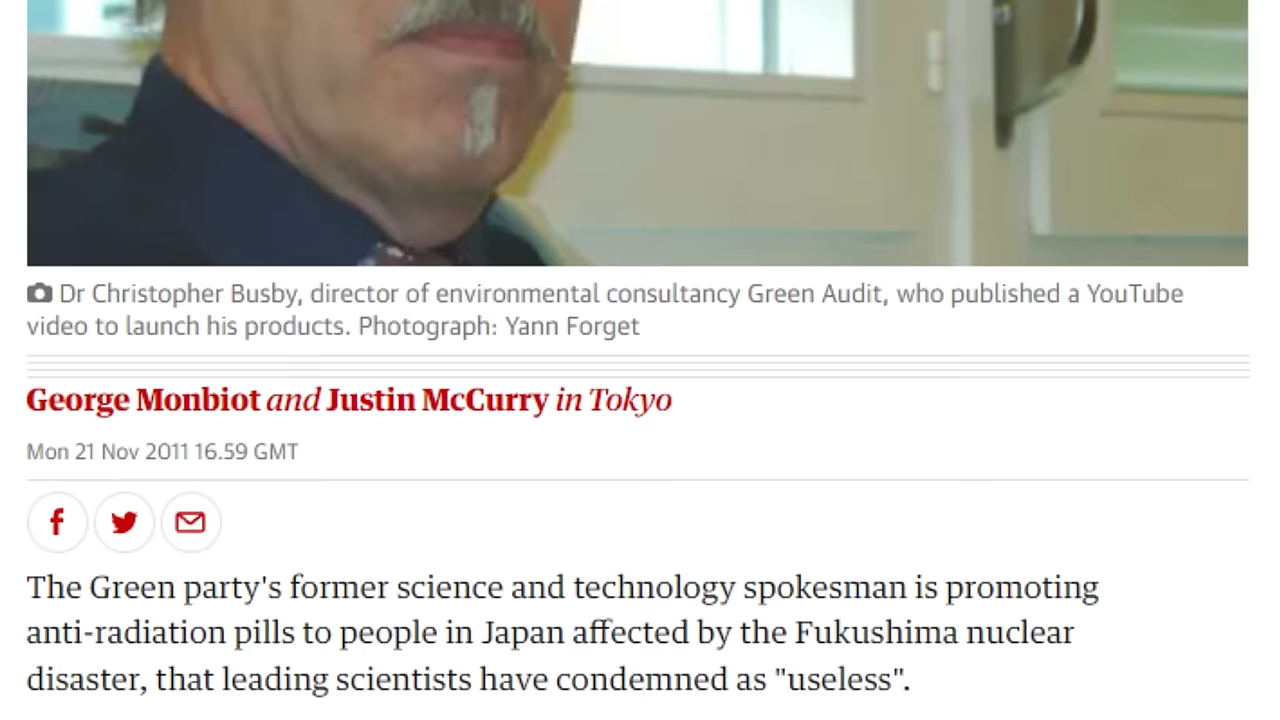 Dr Christopher Busby, director of environmental consultancy Green Audit, who published a YouTube
video to launch his products. Photograph: Yann Forget
George Monbiot and Justin McCurry in Tokyo
Mon 21 Nov 2011 16.59 GMT
The Green party's former science and technology spokesman is promoting
anti-radiation pills to people in Japan affected by the Fukushima nuclear
disaster, that leading scientists have condemned as "useless".